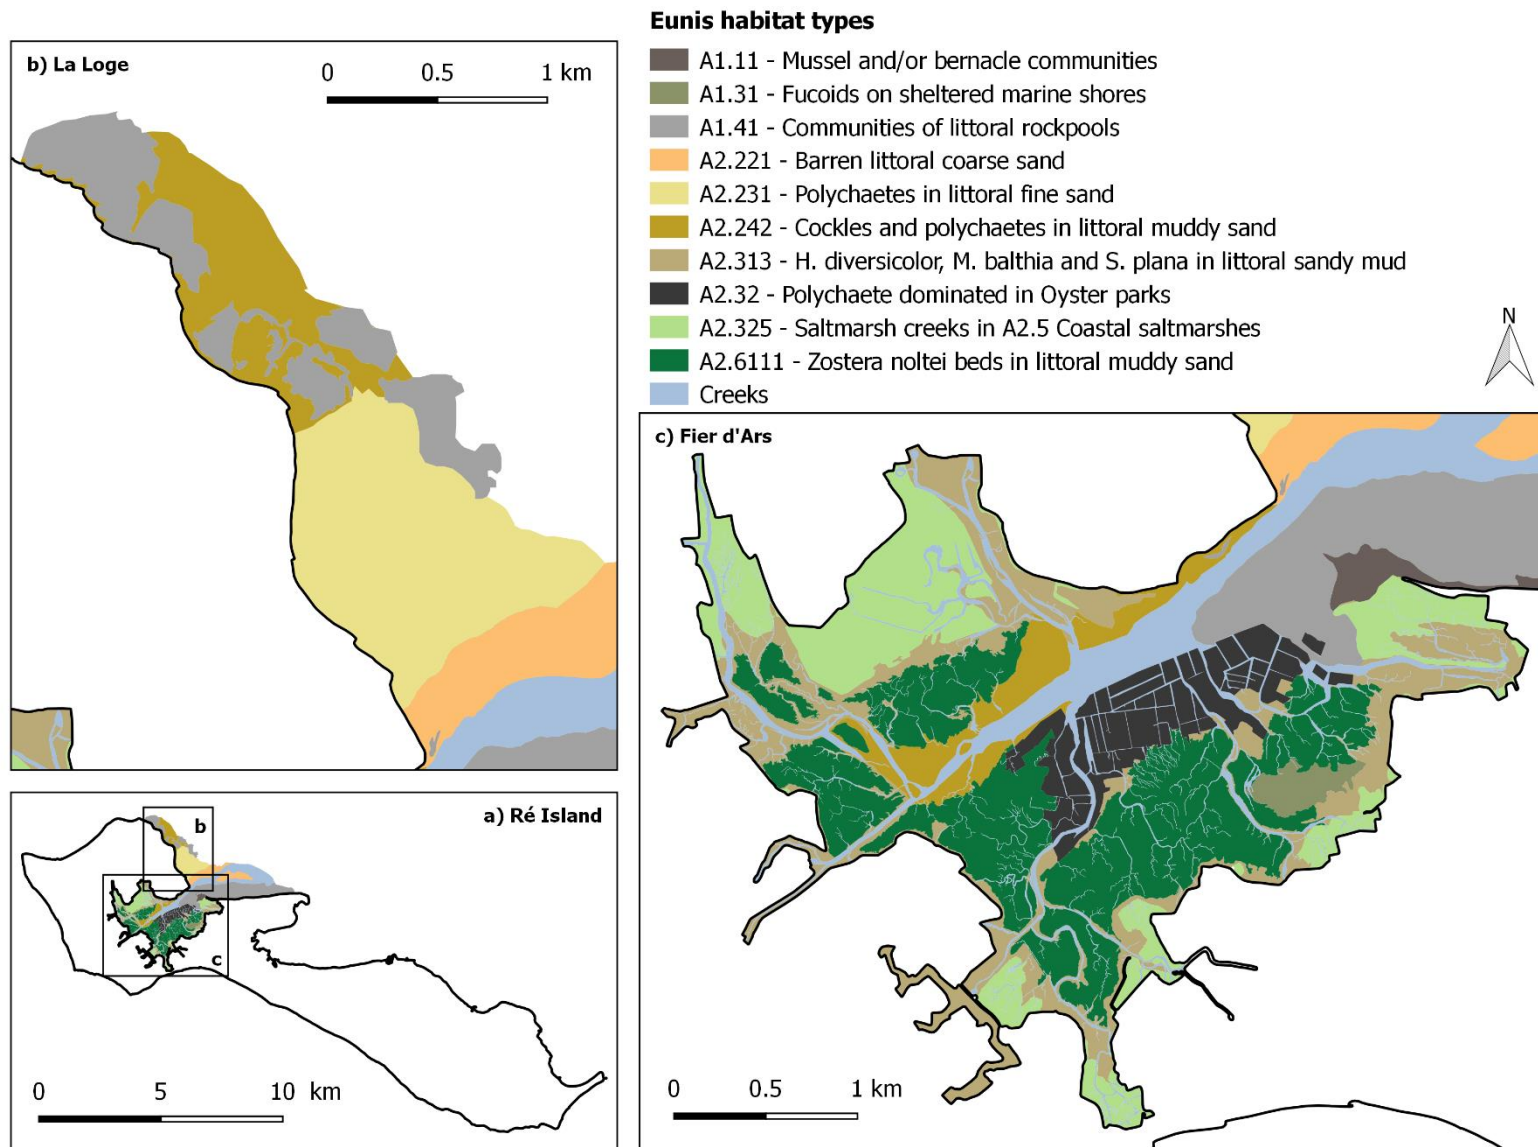 Eunis habitat types
A1.11 - Mussel and/or bernacle communities
A1.31 - Fucoids on sheltered marine shores
A1.41 - Communities of littoral rockpools
A2.221 - Barren littoral coarse sand
A2.231 - Polychaetes in littoral fine sand
A2.242 - Cockles and polychaetes in littoral muddy sand
A2.313 - H. diversicolor, M. balthia and S. plana in littoral sandy mud
A2.32 - Polychaete dominated in Oyster parks
A2.325 - Saltmarsh creeks in A2.5 Coastal saltmarshes
A2.6111 - Zostera noltei beds in littoral muddy sand
Creeks
N
b) La Loge
0 0.5 1 km
a) Ré Island
b
c
0 5 10 km
c) Fier d'Ars
0 0.5 1 km